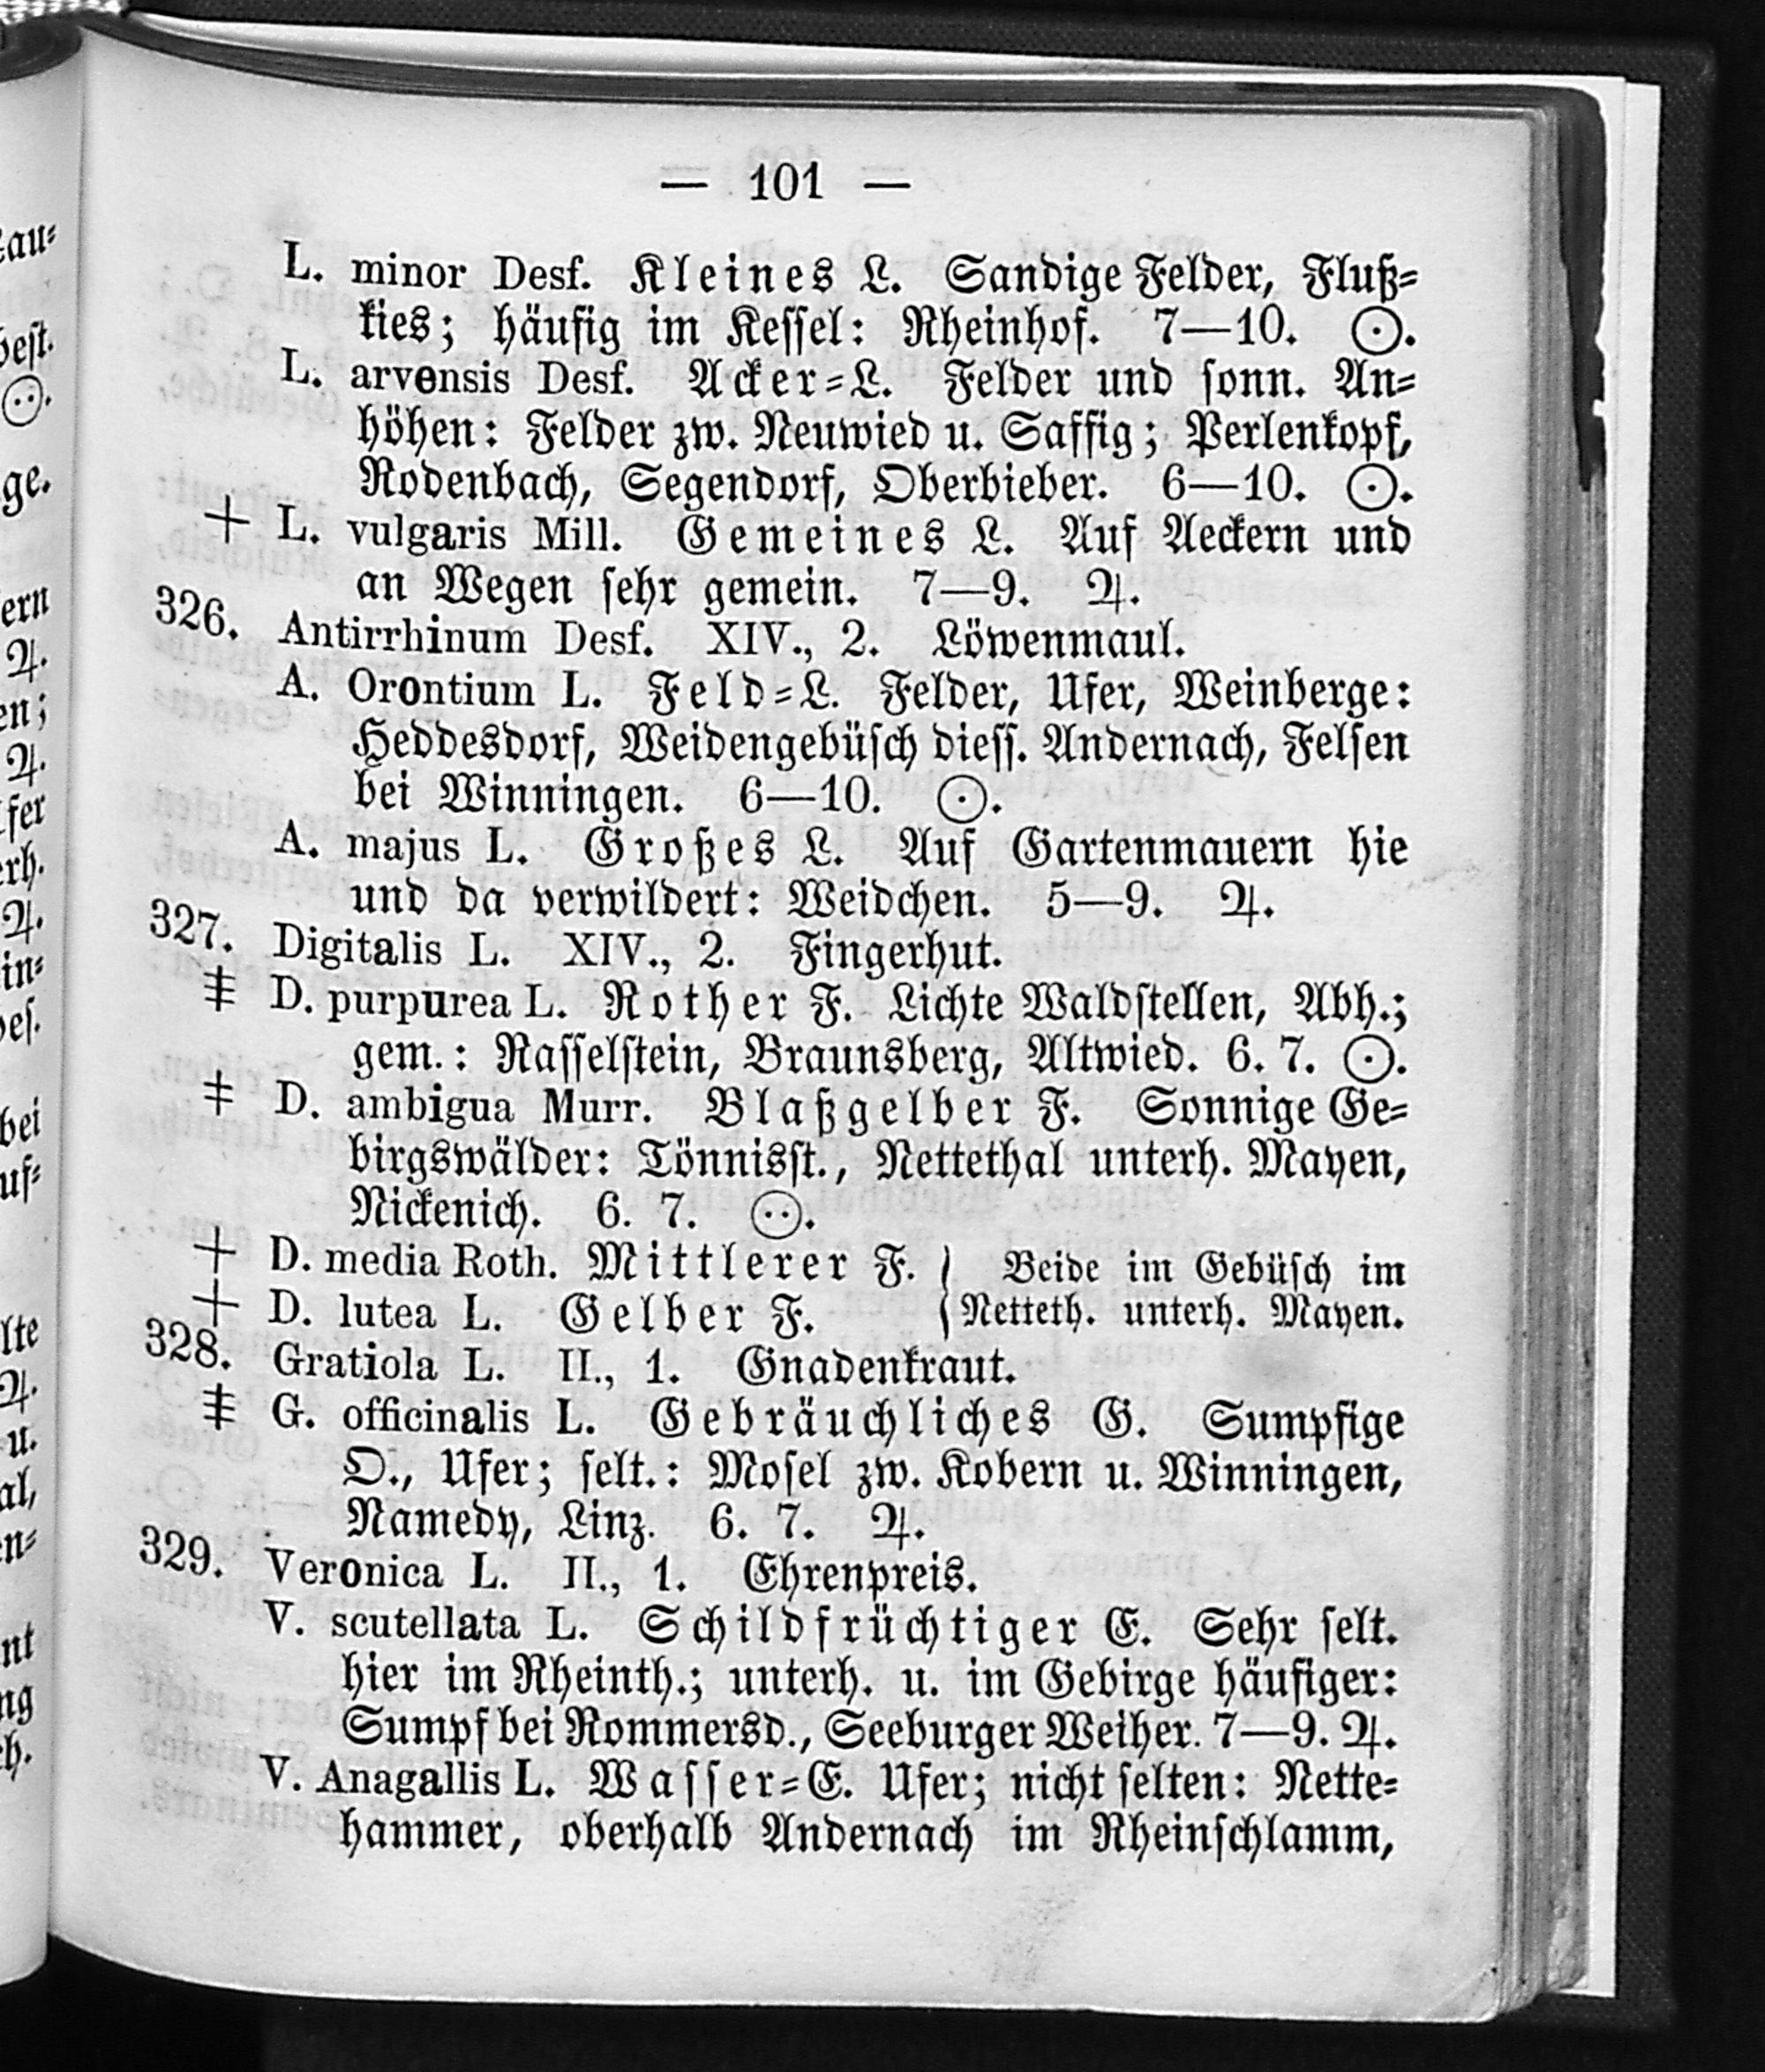 — 101 —
L. minor Desf. Kleines L. Sandige Felder, Fluß-
kies; häufig im Kessel: Rheinhof. 7—10. ⊙.
L. arvensis Desf. Acker-L. Felder und sonn. An-
höhen: Felder zw. Neuwied u. Saffig; Perlenkopf,
Rodenbach, Segendorf, Oberbieber. 6—10. ⊙.
+ L. vulgaris Mill. Gemeines L. Auf Aeckern und
an Wegen sehr gemein. 7—9. ♃.
326. Antirrhinum Desf. XIV., 2. Löwenmaul.
A. Orontium L. Feld-L. Felder, Ufer, Weinberge:
Heddesdorf, Weidengebüsch diess. Andernach, Felsen
bei Winningen. 6—10. ⊙.
A. majus L. Großes L. Auf Gartenmauern hie
und da verwildert: Weidchen. 5—9. ♃.
327. Digitalis L. XIV., 2. Fingerhut.
⧧ D. purpurea L. Rother F. Lichte Waldstellen, Abh.;
gem.: Rasselstein, Braunsberg, Altwied. 6. 7. ⊙.
‡ D. ambigua Murr. Blaßgelber F. Sonnige Ge-
birgswälder: Tönnisst., Nettethal unterh. Mayen,
Nickenich. 6. 7. ⊙.
+ D. media Roth. Mittlerer F. } Beide im Gebüsch im
+ D. lutea L. Gelber F. } Netteth. unterh. Mayen.
328. Gratiola L. II., 1. Gnadenkraut.
⧧ G. officinalis L. Gebräuchliches G. Sumpfige
O., Ufer; selt.: Mosel zw. Kobern u. Winningen,
Namedy, Linz. 6. 7. ♃.
329. Veronica L. II., 1. Ehrenpreis.
V. scutellata L. Schildfrüchtiger E. Sehr selt.
hier im Rheinth.; unterh. u. im Gebirge häufiger:
Sumpf bei Rommersd., Seeburger Weiher. 7—9. ♃.
V. Anagallis L. Wasser-E. Ufer; nicht selten: Nette-
hammer, oberhalb Andernach im Rheinschlamm,